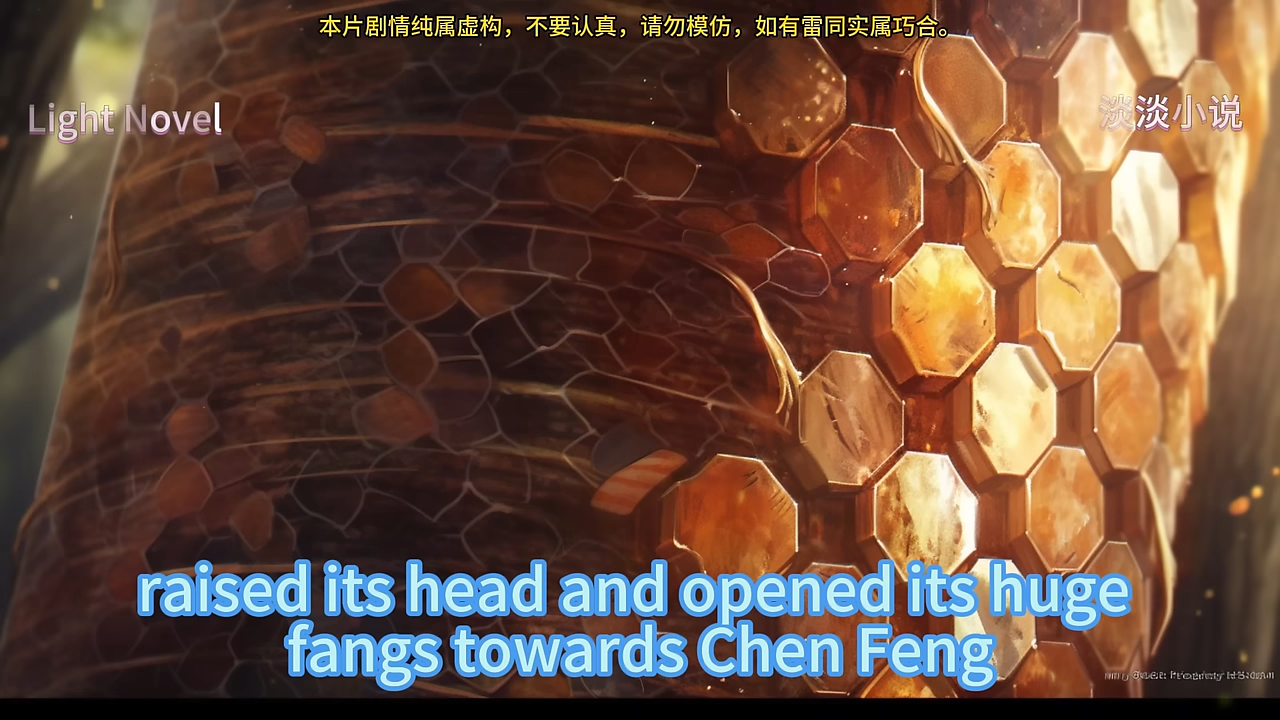 本片剧情纯属虚构，不要认真，请勿模仿，如有雷同实属巧合。
Light Novel
淡淡小说
raised its head and opened its huge
fangs towards Chen Feng